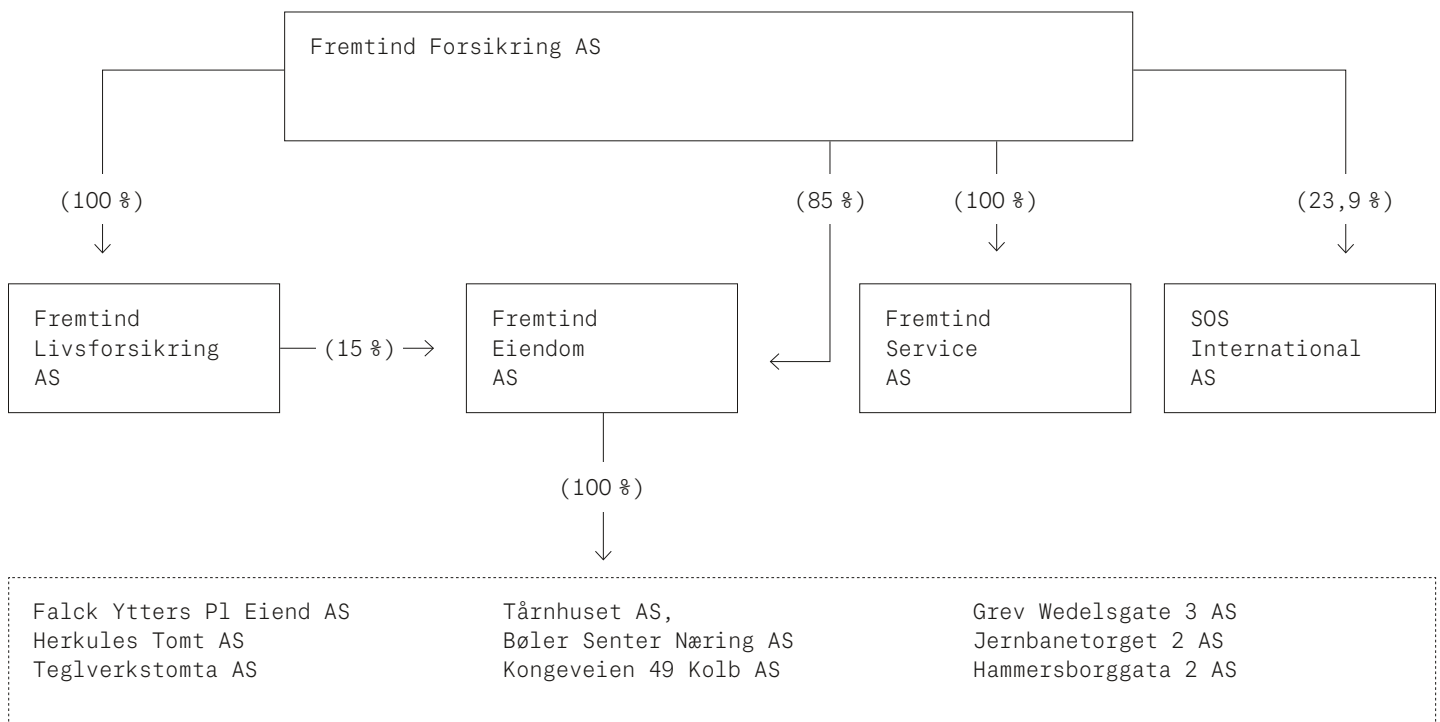 Fremtind Forsikring AS
(100 %)
(85 %)
(100 %)
(23,9 %)
Fremtind
Livsforsikring
AS
(15 %)
Fremtind
Eiendom
AS
Fremtind
Service
AS
SOS
International
AS
(100 %)
Falck Ytters Pl Eiend AS
Herkules Tomt AS
Teglverkstomta AS
Tårnhuset AS,
Bøler Senter Næring AS
Kongeveien 49 Kolb AS
Grev Wedelsgate 3 AS
Jernbanetorget 2 AS
Hammersborggata 2 AS